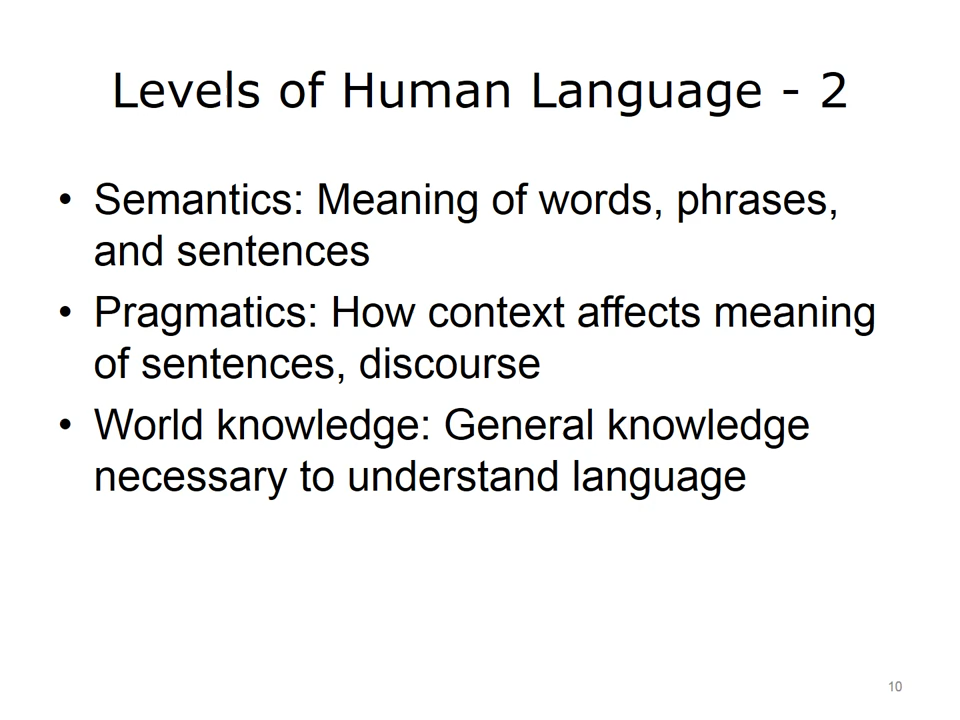 Levels of Human Language - 2
• Semantics: Meaning of words, phrases,
and sentences
• Pragmatics: How context affects meaning
of sentences, discourse
• World knowledge: General knowledge
necessary to understand language
10